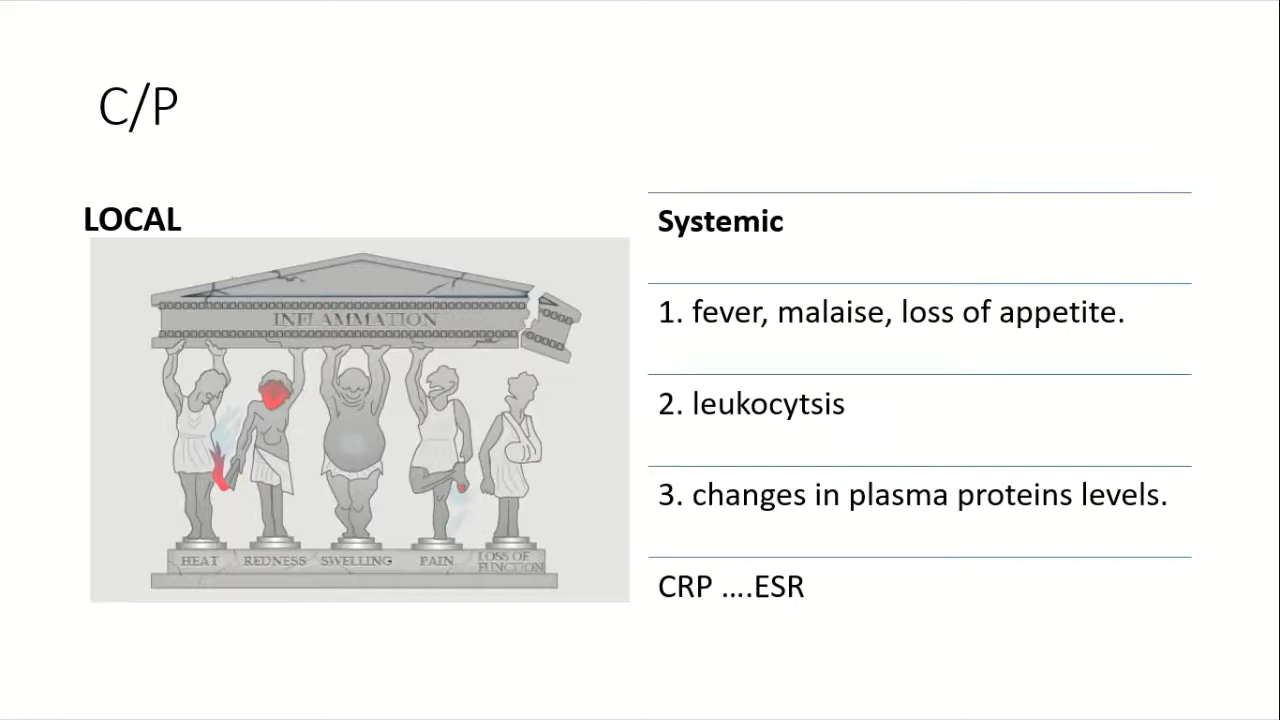 C/P
LOCAL
INFLAMMATION
HEAT
REDNESS
SWELLING
PAIN
LOSS OF
FUNCTION
Systemic
1. fever, malaise, loss of appetite.
2. leukocytsis
3. changes in plasma proteins levels.
CRP ....ESR